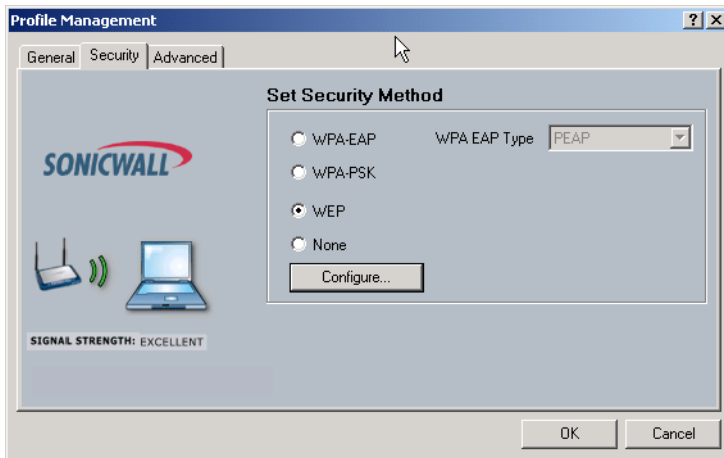 Profile Management
General Security Advanced
Set Security Method
WPA-EAP WPA EAP Type PEAP
WPA-PSK
WEP
None
Configure...
SONICWALL
SIGNAL STRENGTH: EXCELLENT
OK Cancel